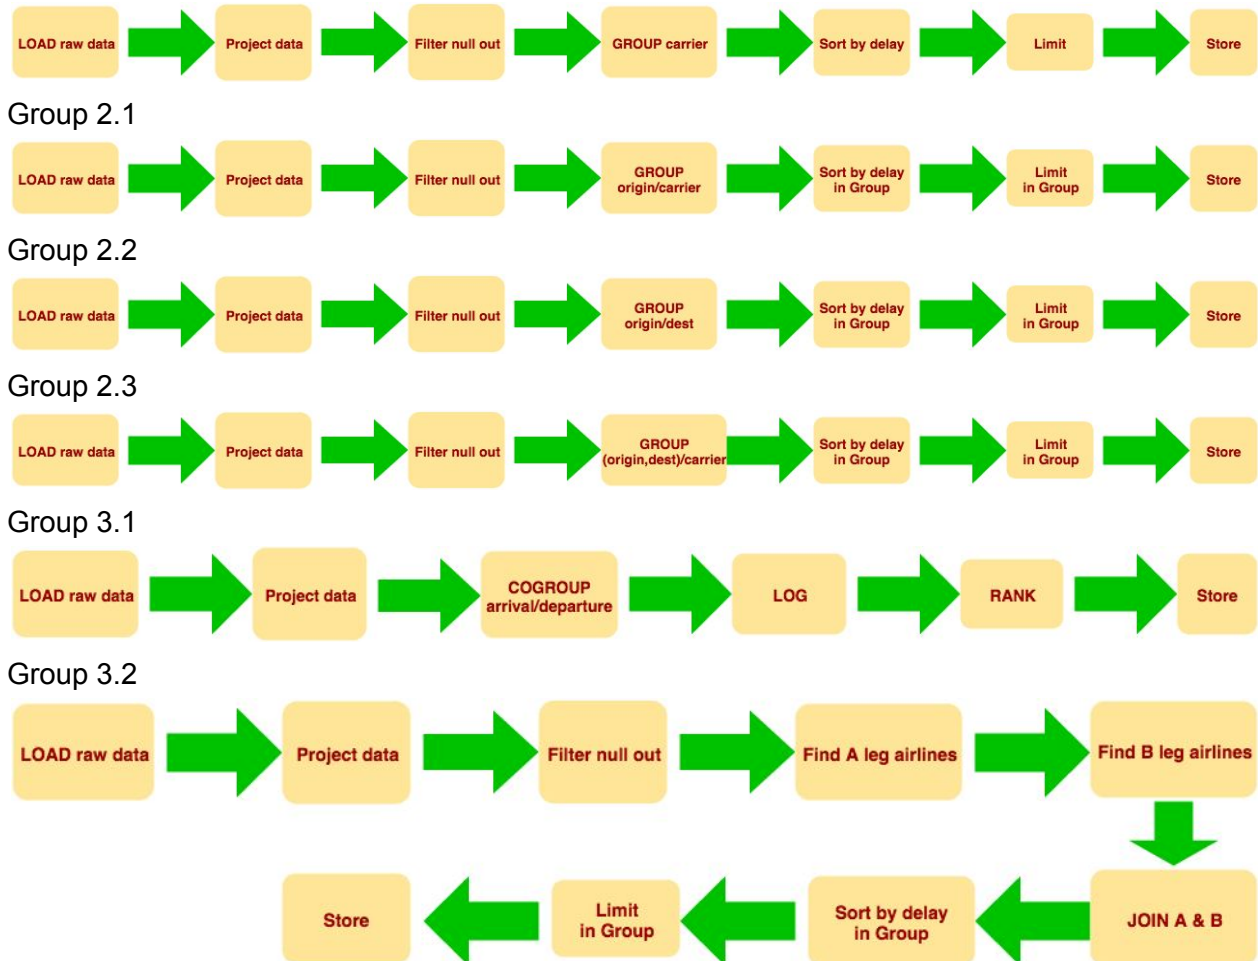 LOAD raw data
Project data
Filter null out
GROUP carrier
Sort by delay
Limit
Store
Group 2.1
LOAD raw data
Project data
Filter null out
GROUP
origin/carrier
Sort by delay
in Group
Limit
in Group
Store
Group 2.2
LOAD raw data
Project data
Filter null out
GROUP
origin/dest
Sort by delay
in Group
Limit
in Group
Store
Group 2.3
LOAD raw data
Project data
Filter null out
GROUP
(origin,dest)/carrier
Sort by delay
in Group
Limit
in Group
Store
Group 3.1
LOAD raw data
Project data
COGROUP
arrival/departure
LOG
RANK
Store
Group 3.2
LOAD raw data
Project data
Filter null out
Find A leg airlines
Find B leg airlines
JOIN A & B
Sort by delay
in Group
Limit
in Group
Store